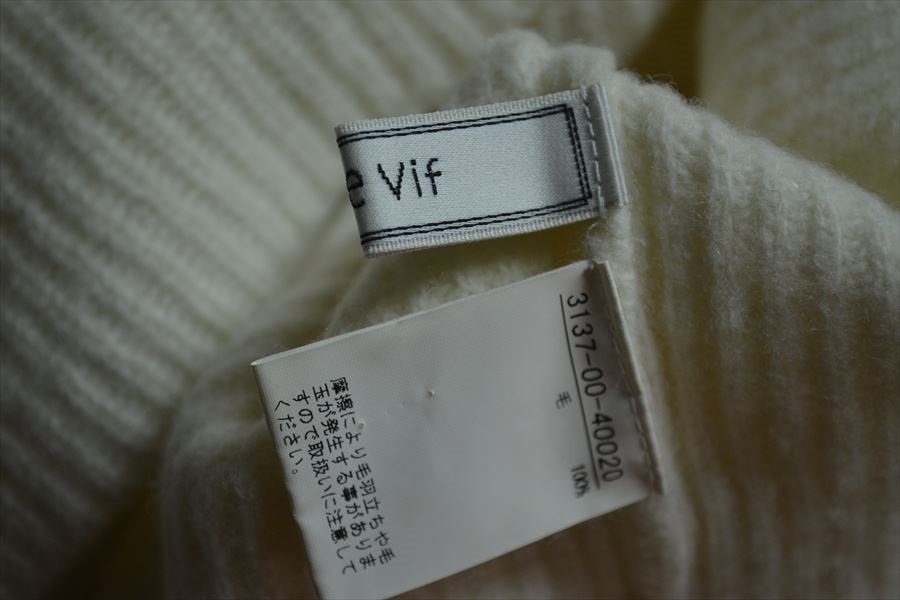 e Vif
3137-00-40020
毛 100%
摩擦により毛羽立ちや毛
玉が発生する事がありま
すので取扱いに注意して
ください。